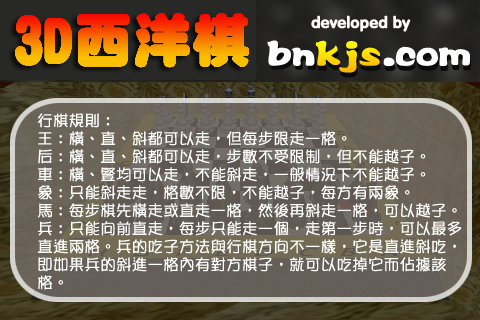 3D西洋棋
developed by
bnkjs.com
行棋規則：
王：橫、直、斜都可以走，但每步限走一格。
后：橫、直、斜都可以走，步數不受限制，但不能越子。
車：橫、豎均可以走，不能斜走，一般情況下不能越子。
象：只能斜走走，格數不限，不能越子，每方有兩象。
馬：每步棋先橫走或直走一格，然後再斜走一格，可以越子。
兵：只能向前直走，每步只能走一個，走第一步時，可以最多
直進兩格。兵的吃子方法與行棋方向不一樣，它是直進斜吃，
即如果兵的斜進一格內有對方棋子，就可以吃掉它而佔據該
格。